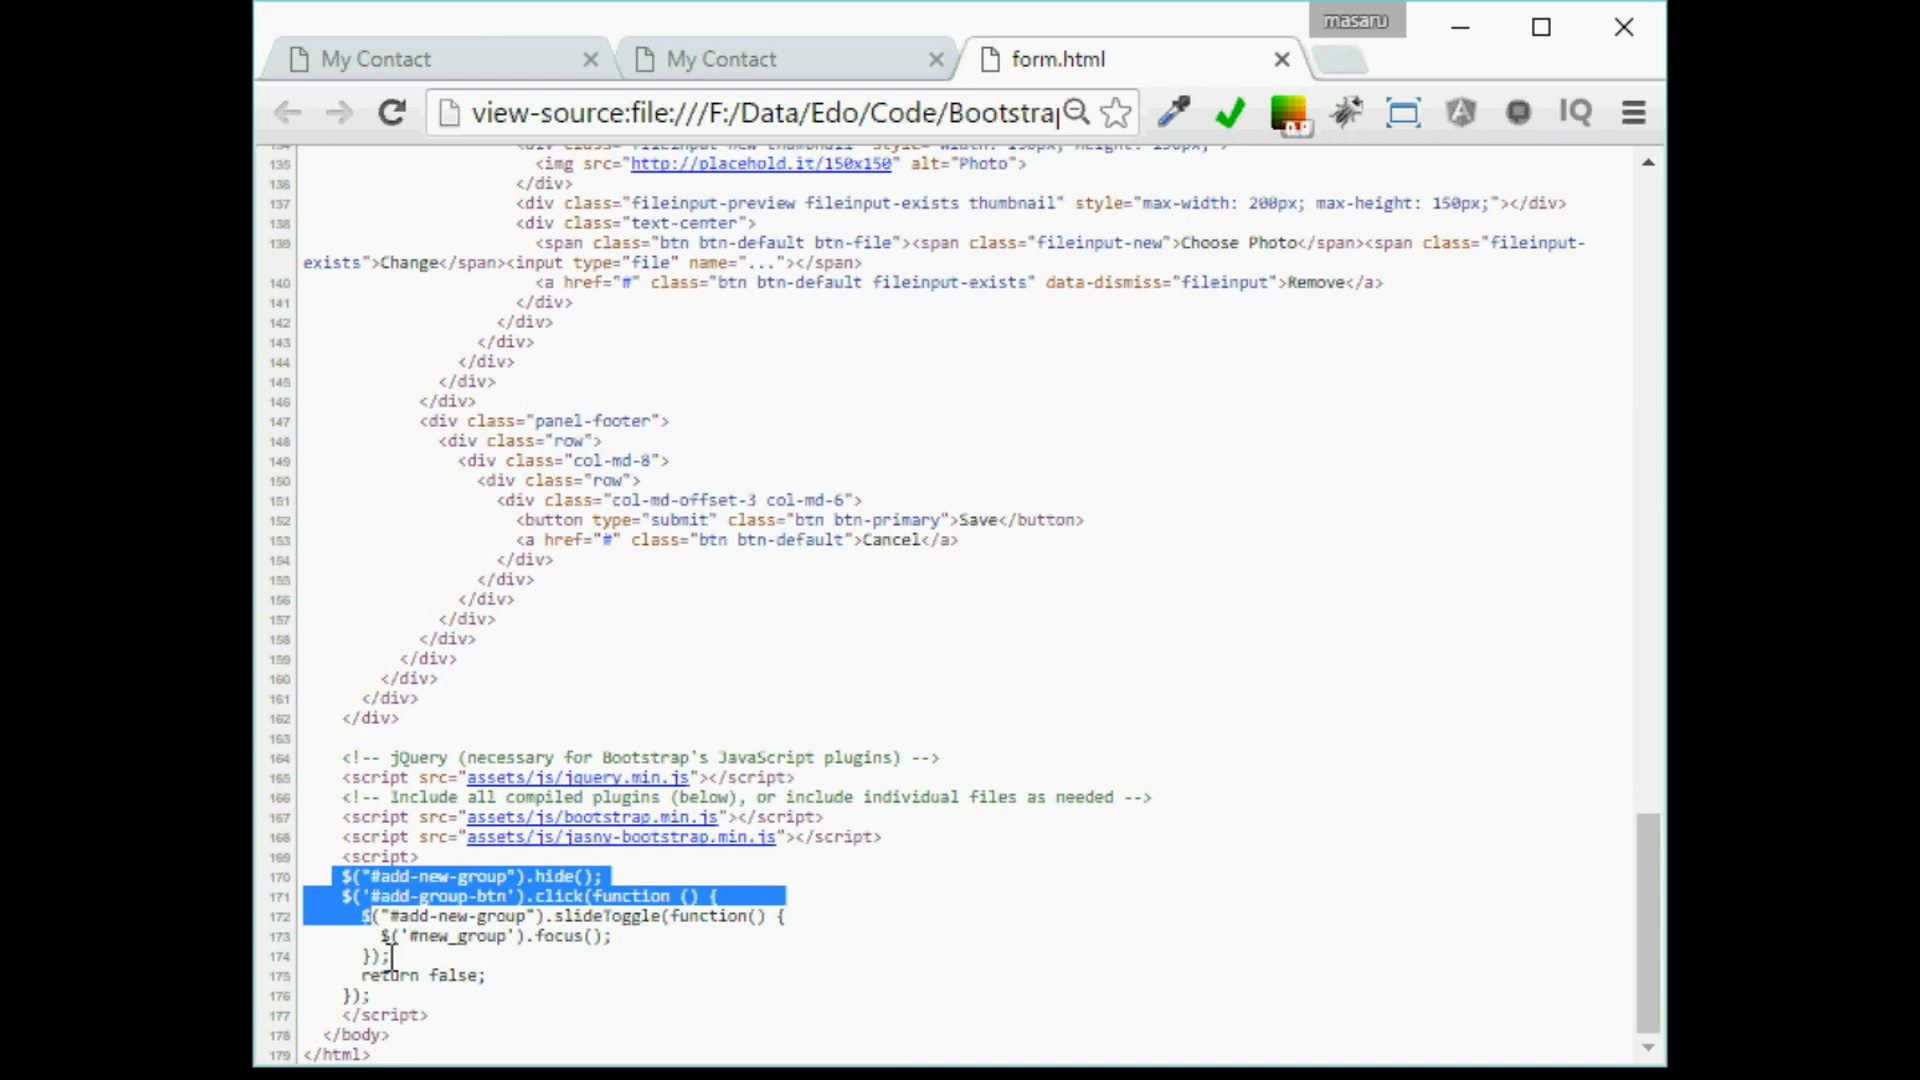 masaru
My Contact
My Contact
form.html
view-source:file:///F:/Data/Edo/Code/Bootstrap
IQ
135 <img src="http://placehold.it/150x150" alt="Photo">
136 </div>
137 <div class="fileinput-preview fileinput-exists thumbnail" style="max-width: 200px; max-height: 150px;"></div>
138 <div class="text-center">
139 <span class="btn btn-default btn-file"><span class="fileinput-new">Choose Photo</span><span class="fileinput-
exists">Change</span><input type="file" name="..."></span>
140 <a href="#" class="btn btn-default fileinput-exists" data-dismiss="fileinput">Remove</a>
141 </div>
142 </div>
143 </div>
144 </div>
145 </div>
146 </div>
147 <div class="panel-footer">
148 <div class="row">
149 <div class="col-md-8">
150 <div class="row">
151 <div class="col-md-offset-3 col-md-6">
152 <button type="submit" class="btn btn-primary">Save</button>
153 <a href="#" class="btn btn-default">Cancel</a>
154 </div>
155 </div>
156 </div>
157 </div>
158 </div>
159 </div>
160 </div>
161 </div>
162 </div>
163
164 <!-- jQuery (necessary for Bootstrap's JavaScript plugins) -->
165 <script src="assets/js/jquery.min.js"></script>
166 <!-- Include all compiled plugins (below), or include individual files as needed -->
167 <script src="assets/js/bootstrap.min.js"></script>
168 <script src="assets/js/jasny-bootstrap.min.js"></script>
169 <script>
170 $("#add-new-group").hide();
171 $('#add-group-btn').click(function () {
172 $("#add-new-group").slideToggle(function() {
173 $('#new_group').focus();
174 });
175 return false;
176 });
177 </script>
178 </body>
179 </html>